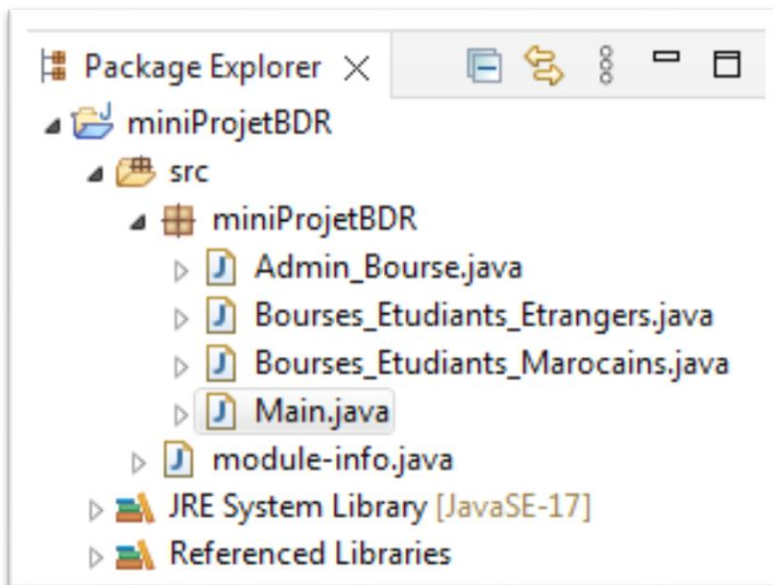 Package Explorer
miniProjetBDR
src
miniProjetBDR
Admin_Bourse.java
Bourses_Etudiants_Etrangers.java
Bourses_Etudiants_Marocains.java
Main.java
module-info.java
JRE System Library [JavaSE-17]
Referenced Libraries